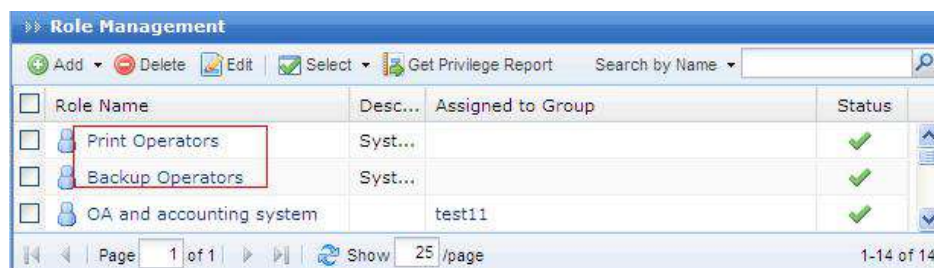 Role Management
Add Delete Edit Select Get Privilege Report Search by Name
Role Name Desc... Assigned to Group Status
Print Operators Syst...
Backup Operators Syst...
OA and accounting system test11
Page 1 of 1 Show 25 /page 1-14 of 14